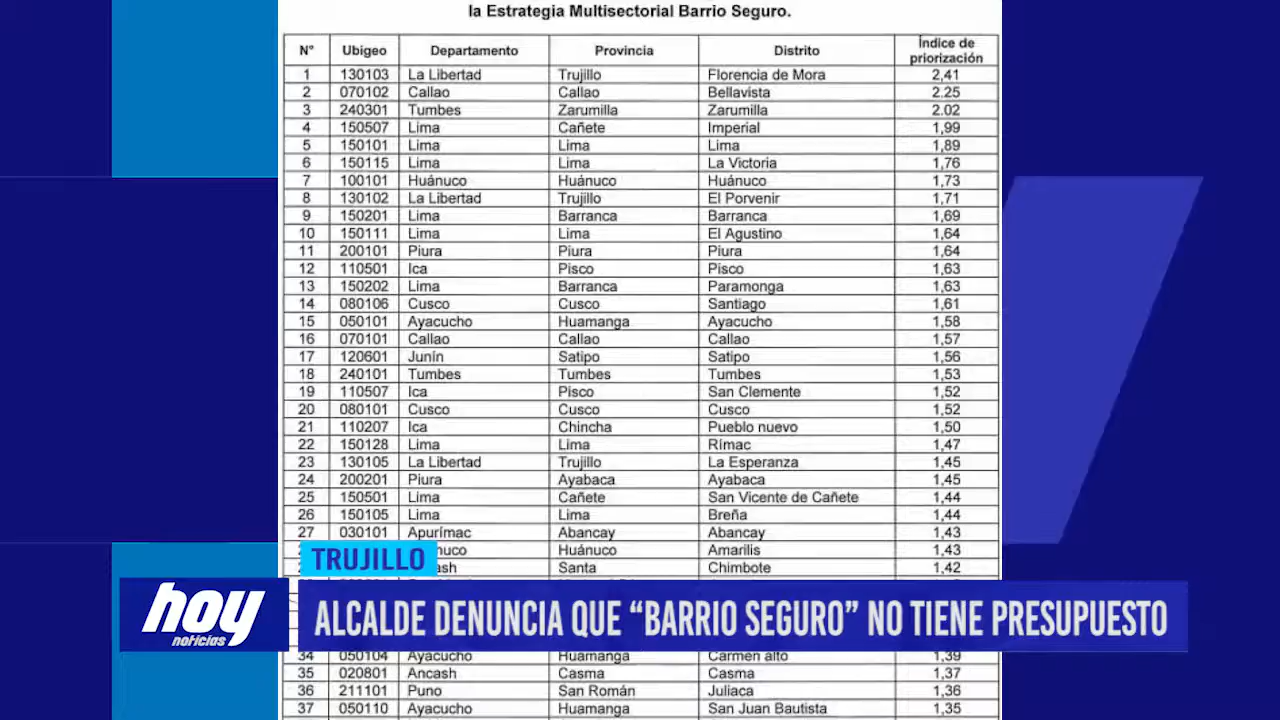 la Estrategia Multisectorial Barrio Seguro.
N° Ubigeo Departamento Provincia Distrito Índice de priorización
1 130103 La Libertad Trujillo Florencia de Mora 2,41
2 070102 Callao Callao Bellavista 2.25
3 240301 Tumbes Zarumilla Zarumilla 2.02
4 150507 Lima Cañete Imperial 1,99
5 150101 Lima Lima Lima 1,89
6 150115 Lima Lima La Victoria 1,76
7 100101 Huánuco Huánuco Huánuco 1,73
8 130102 La Libertad Trujillo El Porvenir 1,71
9 150201 Lima Barranca Barranca 1,69
10 150111 Lima Lima El Agustino 1,64
11 200101 Piura Piura Piura 1,64
12 110501 Ica Pisco Pisco 1,63
13 150202 Lima Barranca Paramonga 1,63
14 080106 Cusco Cusco Santiago 1,61
15 050101 Ayacucho Huamanga Ayacucho 1,58
16 070101 Callao Callao Callao 1,57
17 120601 Junín Satipo Satipo 1,56
18 240101 Tumbes Tumbes Tumbes 1,53
19 110507 Ica Pisco San Clemente 1,52
20 080101 Cusco Cusco Cusco 1,52
21 110207 Ica Chincha Pueblo nuevo 1,50
22 150128 Lima Lima Rímac 1,47
23 130105 La Libertad Trujillo La Esperanza 1,45
24 200201 Piura Ayabaca Ayabaca 1,45
25 150501 Lima Cañete San Vicente de Cañete 1,44
26 150105 Lima Lima Breña 1,44
27 030101 Apurímac Abancay Abancay 1,43
Huánuco Amarilis 1,43
Santa Chimbote 1,42
TRUJILLO
hoy
noticias
ALCALDE DENUNCIA QUE “BARRIO SEGURO” NO TIENE PRESUPUESTO
34 050104 Ayacucho Huamanga Carmen alto 1,39
35 020801 Ancash Casma Casma 1,37
36 211101 Puno San Román Juliaca 1,36
37 050110 Ayacucho Huamanga San Juan Bautista 1,35